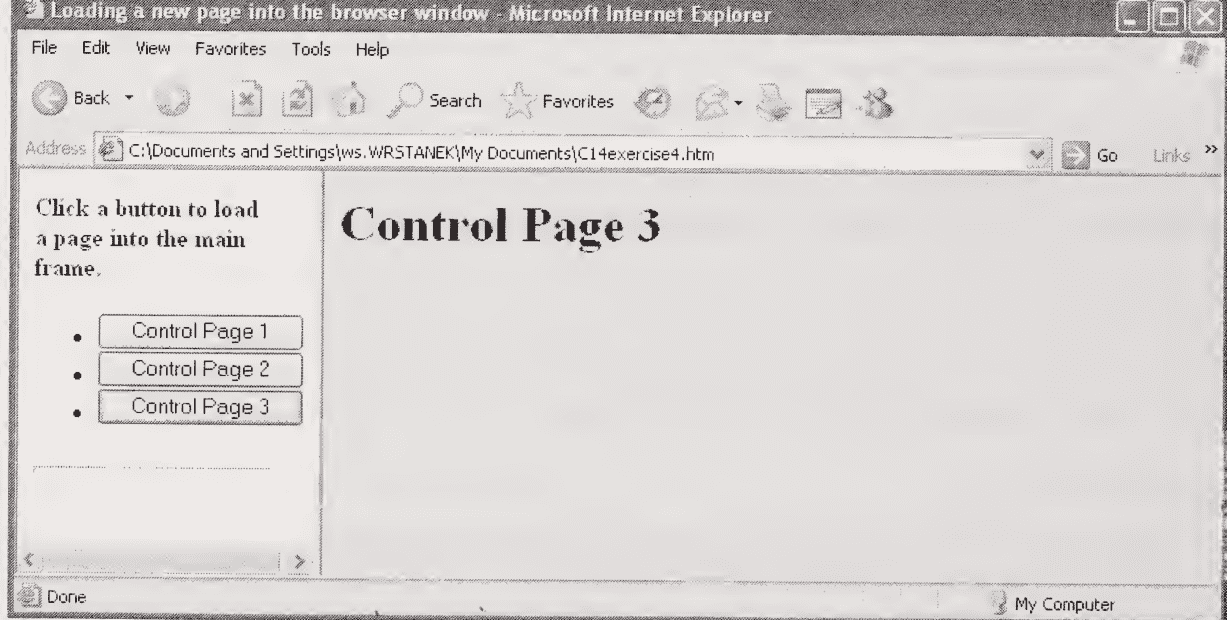 Loading a new page into the browser window - Microsoft Internet Explorer
File Edit View Favorites Tools Help
Back Search Favorites
Address C:\Documents and Settings\ws.WRSTANEK\My Documents\C14exercise4.htm Go Links »
Click a button to load
a page into the main
frame.
Control Page 3
• Control Page 1
• Control Page 2
• Control Page 3
Done My Computer